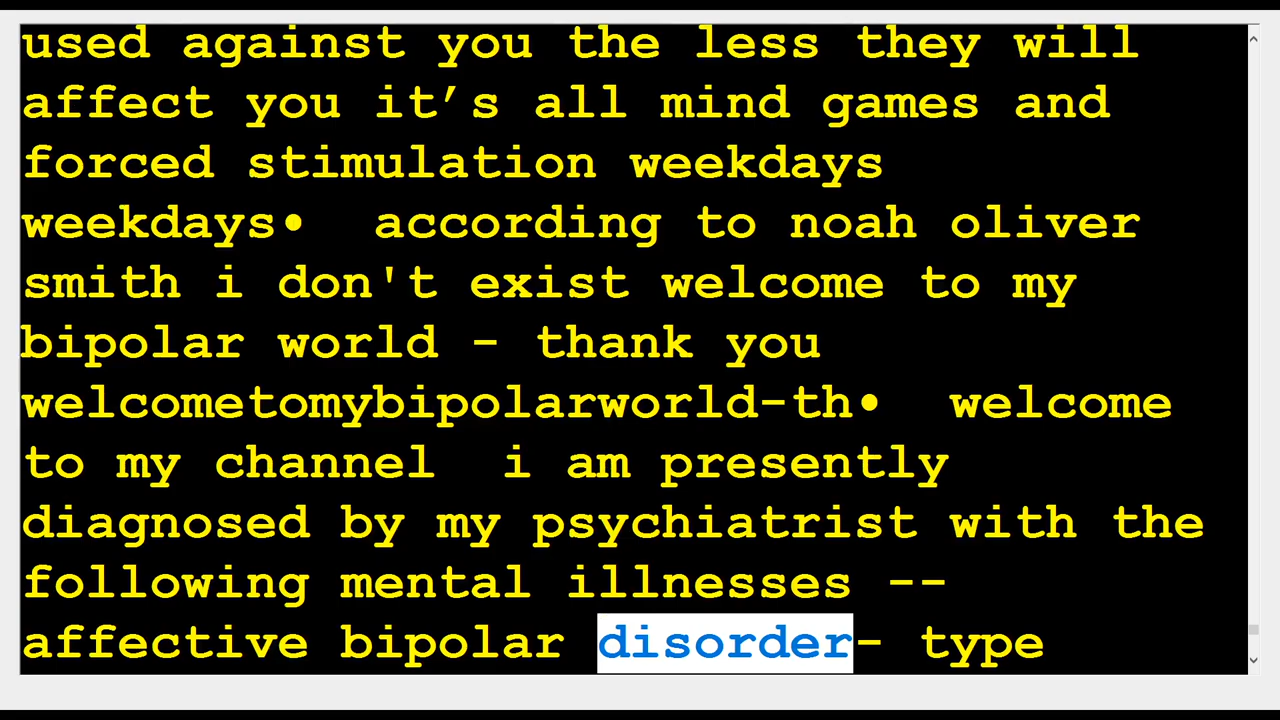 used against you the less they will
affect you it’s all mind games and
forced stimulation weekdays
weekdays•  according to noah oliver
smith i don't exist welcome to my
bipolar world - thank you
welcometomybipolarworld-th•  welcome
to my channel  i am presently
diagnosed by my psychiatrist with the
following mental illnesses --
affective bipolar disorder- type